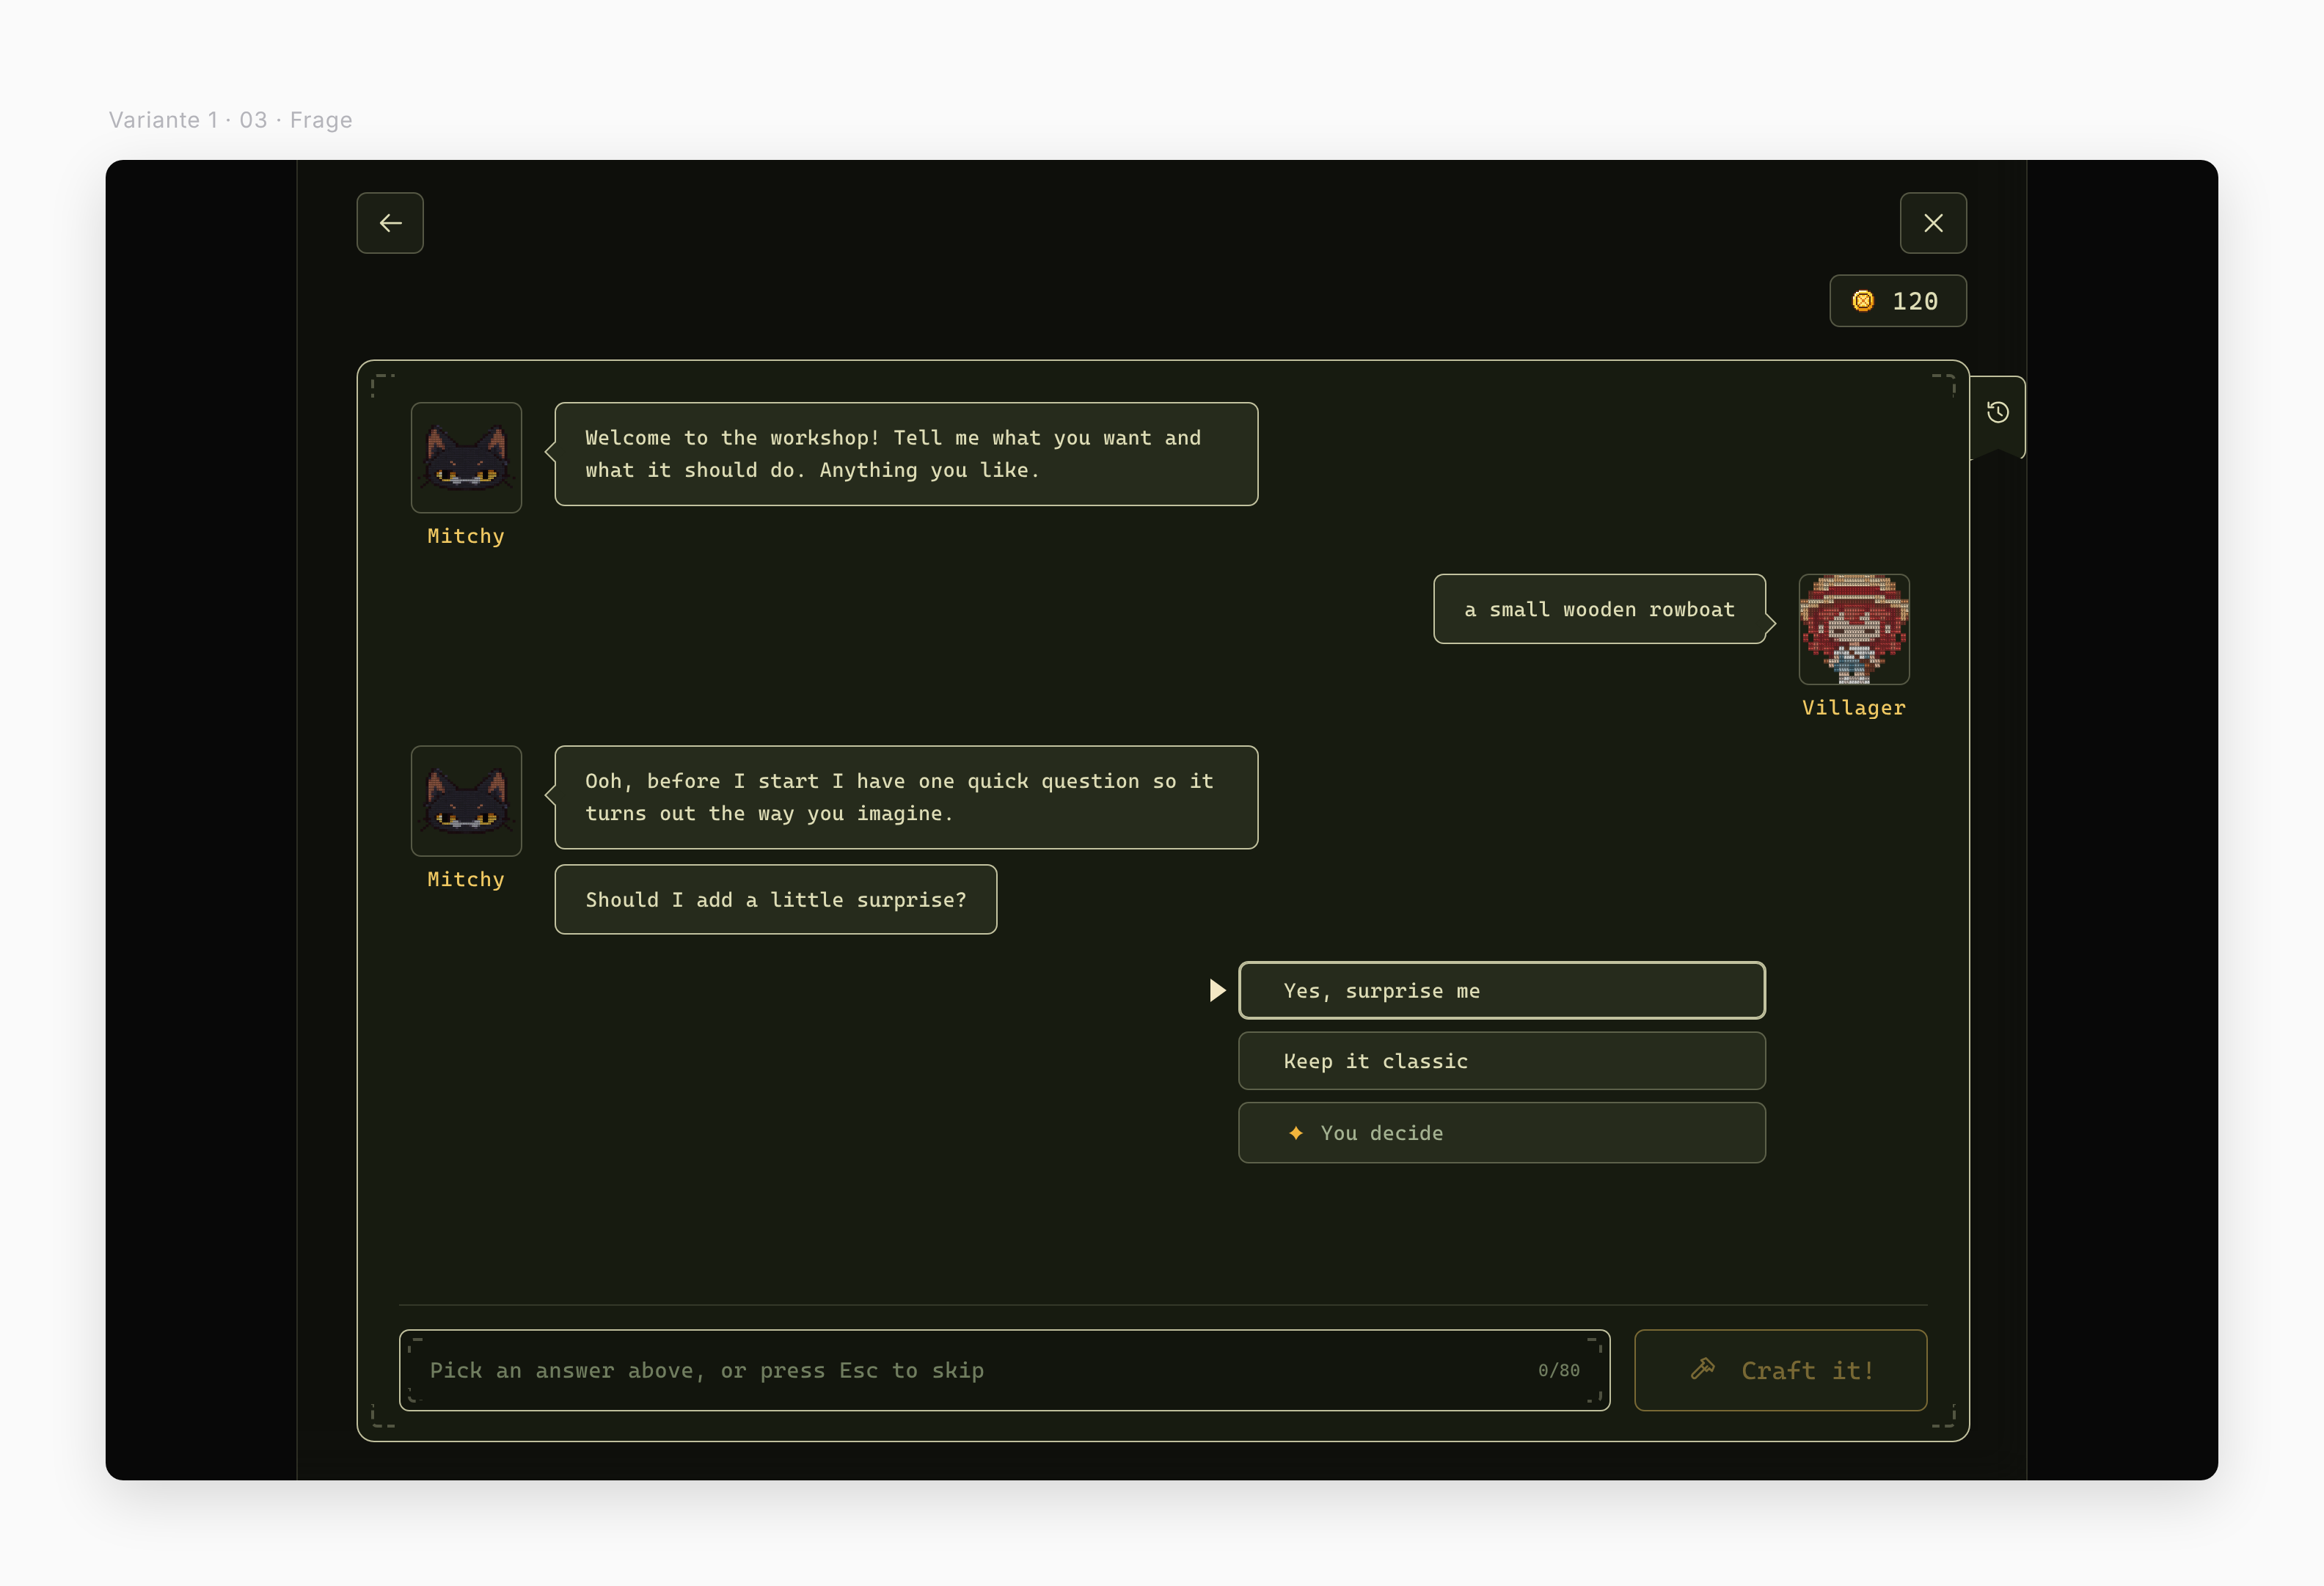 Variante 1 · 03 · Frage
120
Welcome to the workshop! Tell me what you want and
what it should do. Anything you like.
Mitchy
a small wooden rowboat
Villager
Ooh, before I start I have one quick question so it
turns out the way you imagine.
Mitchy
Should I add a little surprise?
Yes, surprise me
Keep it classic
You decide
Pick an answer above, or press Esc to skip
0/80
Craft it!